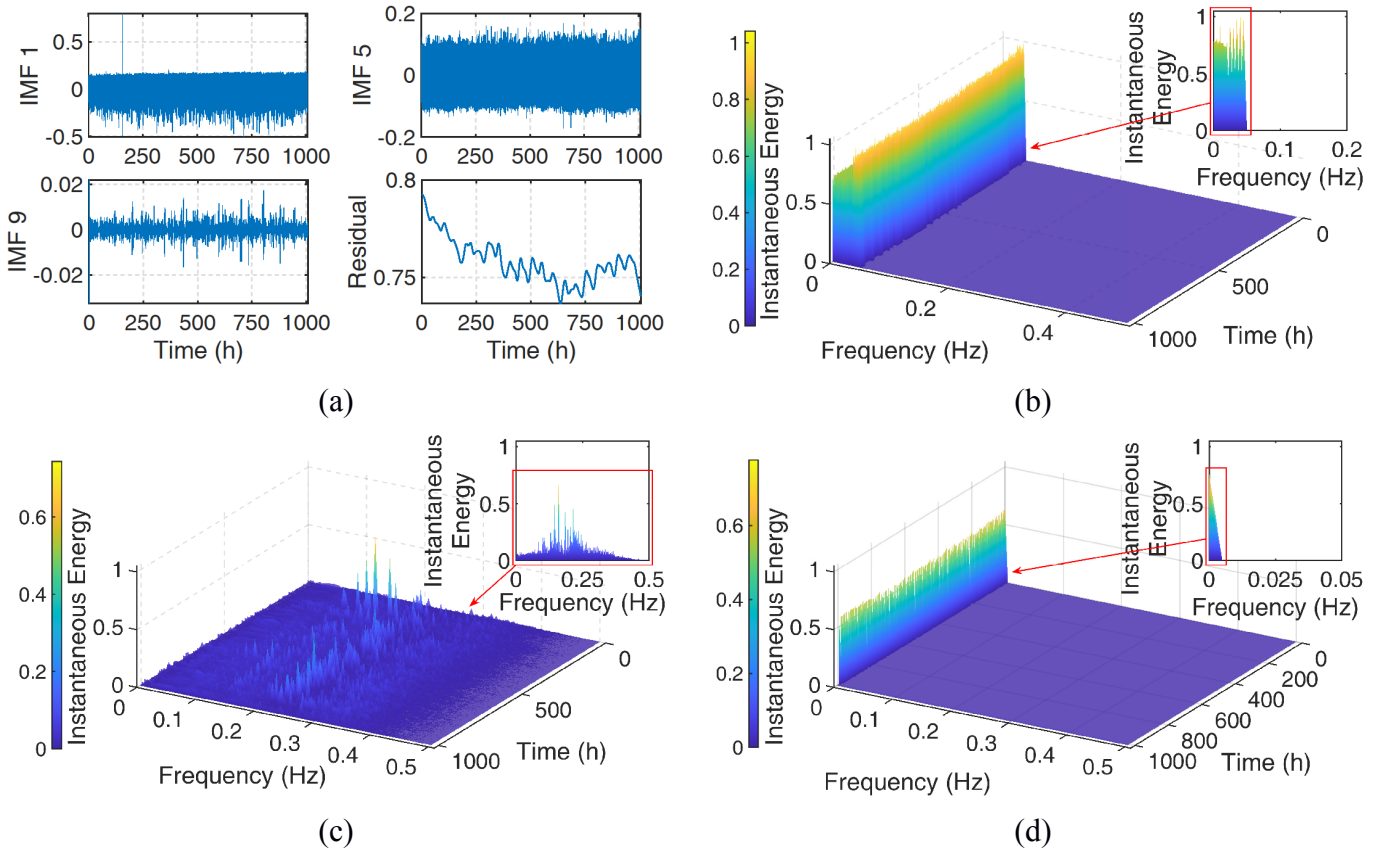 0.8
IMF 1
0
-0.5
0 250 500 750 1000
0.2
IMF 5
0
-0.2
0 250 500 750 1000
0.02
IMF 9
0
-0.02
0 250 500 750 1000
Time (h)
0.8
Residual
0.75
0 250 500 750 1000
Time (h)
(a)
1
0.8
0.6
0.4
0.2
0
Instantaneous Energy
1
0.5
0
0
0.2
0.4
Frequency (Hz)
0
500
1000
Time (h)
Instantaneous
Energy
1
0.5
0
0 0.1 0.2
Frequency (Hz)
(b)
0.6
0.4
0.2
0
Instantaneous Energy
1
0.5
0
0
0.1
0.2
0.3
0.4
0.5
Frequency (Hz)
0
500
1000
Time (h)
Instantaneous
Energy
1
0.5
0
0 0.25 0.5
Frequency (Hz)
(c)
0.6
0.4
0.2
0
Instantaneous Energy
1
0.5
0
0
0.1
0.2
0.3
0.4
0.5
Frequency (Hz)
0
200
400
600
800
1000
Time (h)
Instantaneous
Energy
1
0.5
0
0 0.025 0.05
Frequency (Hz)
(d)